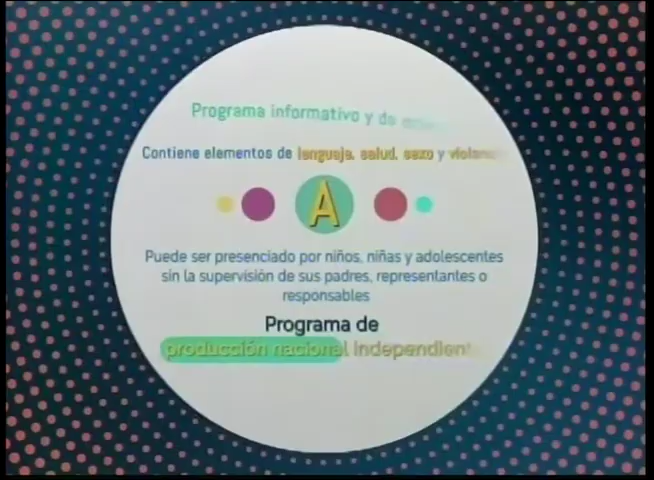 Programa informativo y de
Contiene elementos de lenguaje, salud, sexo y violencia
A
Puede ser presenciado por niños, niñas y adolescentes
sin la supervisión de sus padres, representantes o
responsables
Programa de
producción nacional independiente